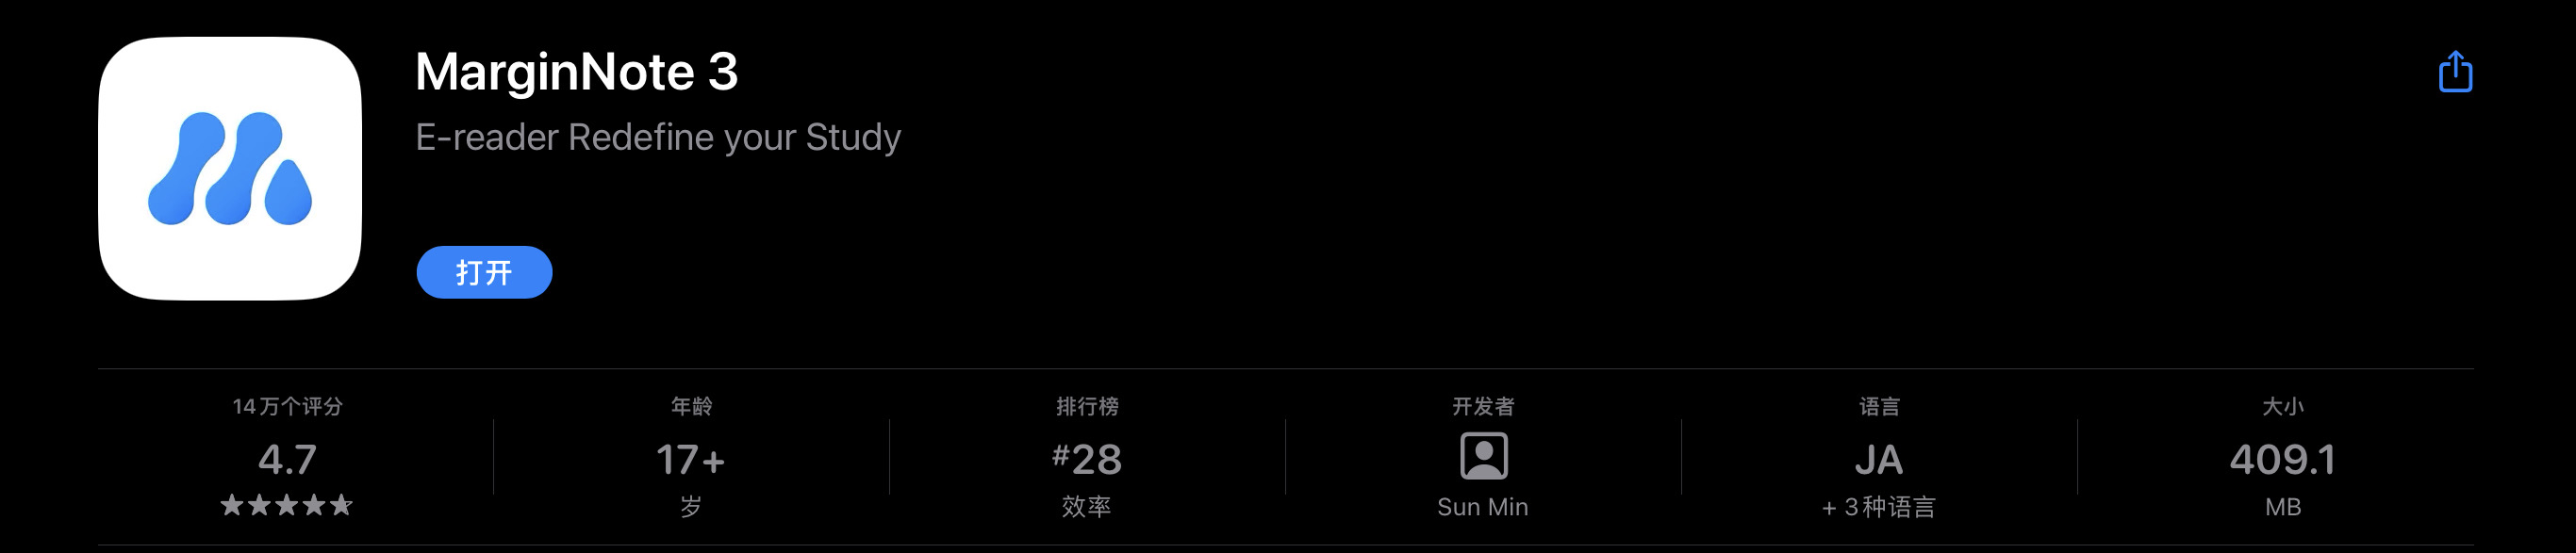 MarginNote 3
E-reader Redefine your Study
打开
14万个评分
4.7
年龄
17+
岁
排行榜
#28
效率
开发者
Sun Min
语言
JA
+ 3种语言
大小
409.1
MB